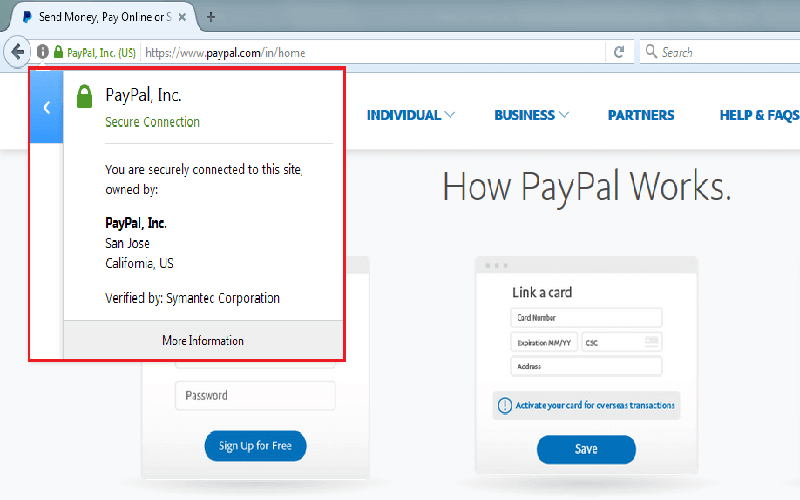 Send Money, Pay Online or S
PayPal, Inc. (US)
https://www.paypal.com/in/home
Search
PayPal, Inc.
Secure Connection
You are securely connected to this site,
owned by:
PayPal, Inc.
San Jose
California, US
Verified by: Symantec Corporation
More Information
INDIVIDUAL
BUSINESS
PARTNERS
HELP & FAQS
How PayPal Works.
Password
Sign Up for Free
Link a card
Card Number
Expiration MM/YY
CSC
Address
Activate your card for overseas transactions
Save